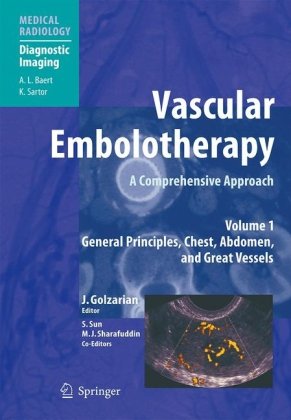 MEDICAL
RADIOLOGY
Diagnostic
Imaging
A. L. Baert
K. Sartor
Vascular
Embolotherapy
A Comprehensive Approach
Volume 1
General Principles, Chest, Abdomen,
and Great Vessels
J. Golzarian
Editor
S. Sun
M. J. Sharafuddin
Co-Editors
Springer